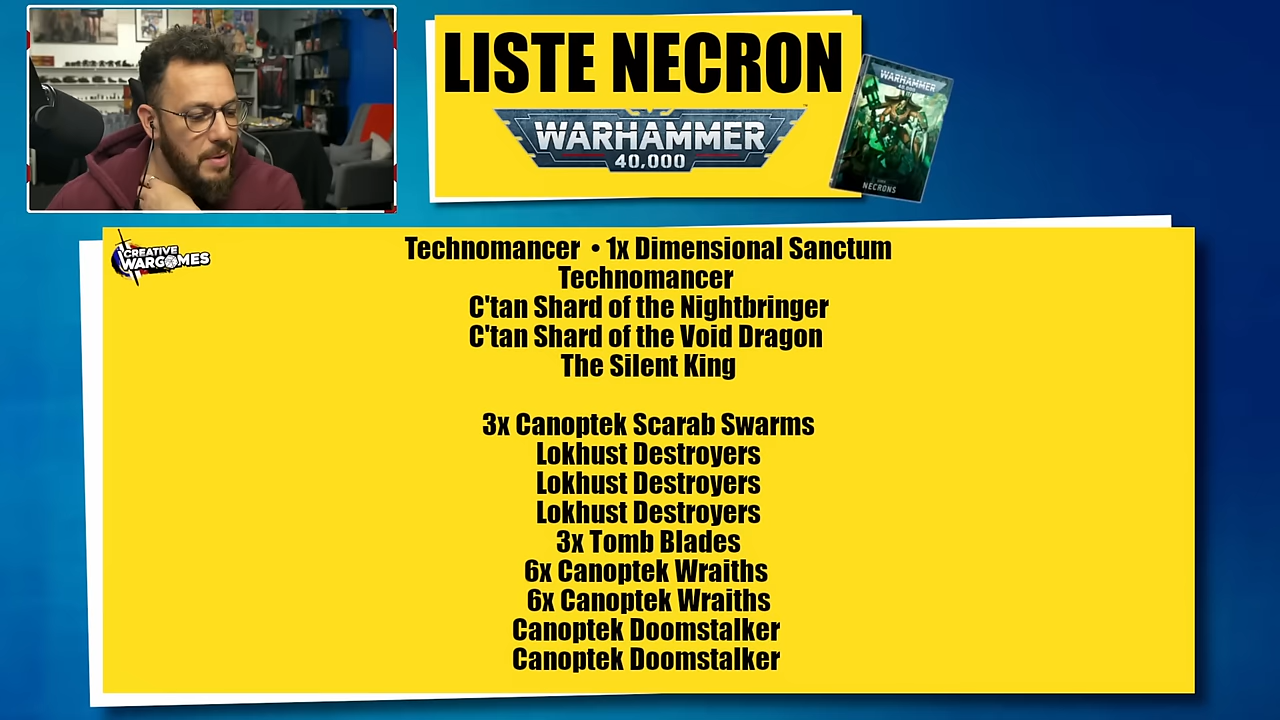 LISTE NECRON
WARHAMMER
40,000
WARHAMMER
40,000
NECRONS
CREATIVE
WARGAMES
Technomancer • 1x Dimensional Sanctum
Technomancer
C'tan Shard of the Nightbringer
C'tan Shard of the Void Dragon
The Silent King
3x Canoptek Scarab Swarms
Lokhust Destroyers
Lokhust Destroyers
Lokhust Destroyers
3x Tomb Blades
6x Canoptek Wraiths
6x Canoptek Wraiths
Canoptek Doomstalker
Canoptek Doomstalker